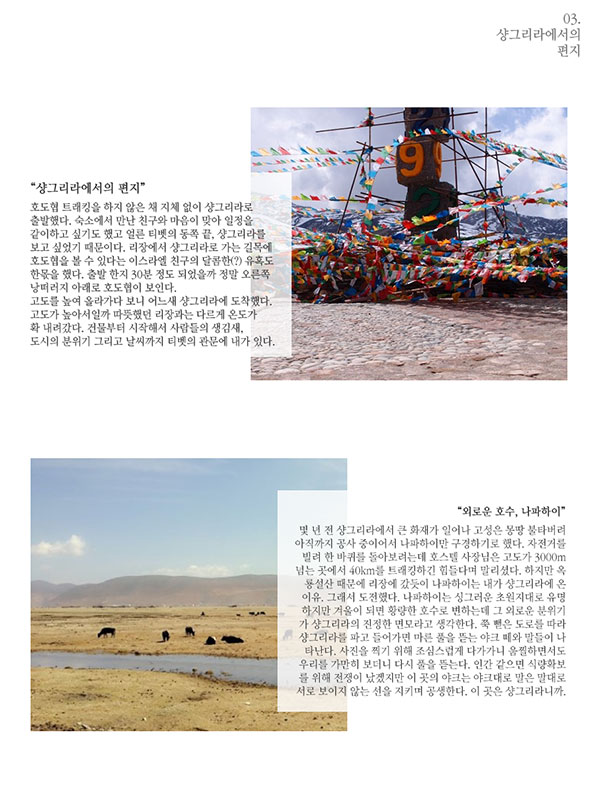 03.
샹그리라에서의
편지
29
9
2
“샹그리라에서의 편지”
호도협 트래킹을 하지 않은 채 지체 없이 샹그리라로
출발했다. 숙소에서 만난 친구와 마음이 맞아 일정을
같이하고 싶기도 했고 얼른 티벳의 동쪽 끝, 샹그리라를
보고 싶었기 때문이다. 리장에서 샹그리라로 가는 길목에
호도협을 볼 수 있다는 이스라엘 친구의 달콤한(?) 유혹도
한몫을 했다. 출발 한지 30분 정도 되었을까 정말 오른쪽
낭떠러지 아래로 호도협이 보인다.
고도를 높여 올라가다 보니 어느새 샹그리라에 도착했다.
고도가 높아서일까 따뜻했던 리장과는 다르게 온도가
확 내려갔다. 건물부터 시작해서 사람들의 생김새,
도시의 분위기 그리고 날씨까지 티벳의 관문에 내가 있다.
“외로운 호수, 나파하이”
몇 년 전 샹그리라에서 큰 화재가 일어나 고성은 몽땅 불타버려
아직까지 공사 중이어서 나파하이만 구경하기로 했다. 자전거를
빌려 한 바퀴를 돌아보려는데 호스텔 사장님은 고도가 3000m
넘는 곳에서 40km를 트래킹하긴 힘들다며 말리셨다. 하지만 옥
룡설산 때문에 리장에 갔듯이 나파하이는 내가 샹그리라에 온
이유. 그래서 도전했다. 나파하이는 싱그러운 초원지대로 유명
하지만 겨울이 되면 황량한 호수로 변하는데 그 외로운 분위기
가 샹그리라의 진정한 면모라고 생각한다. 쭉 뻗은 도로를 따라
샹그리라를 파고 들어가면 마른 풀을 뜯는 야크 떼와 말들이 나
타난다. 사진을 찍기 위해 조심스럽게 다가가니 움찔하면서도
우리를 가만히 보더니 다시 풀을 뜯는다. 인간 같으면 식량확보
를 위해 전쟁이 났겠지만 이 곳의 야크는 야크대로 말은 말대로
서로 보이지 않는 선을 지키며 공생한다. 이 곳은 샹그리라니까.